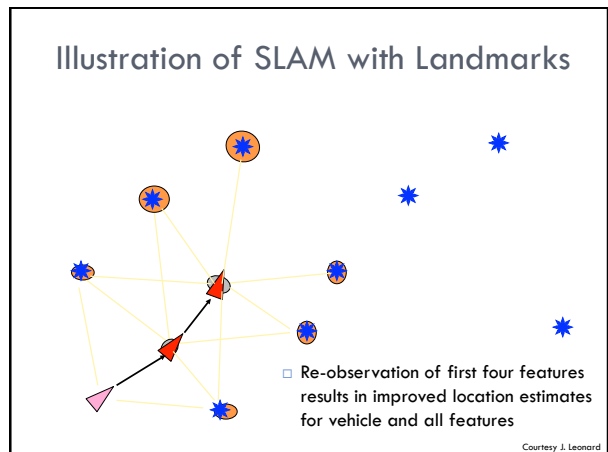 Illustration of SLAM with Landmarks
Re-observation of first four features
results in improved location estimates
for vehicle and all features
Courtesy J. Leonard